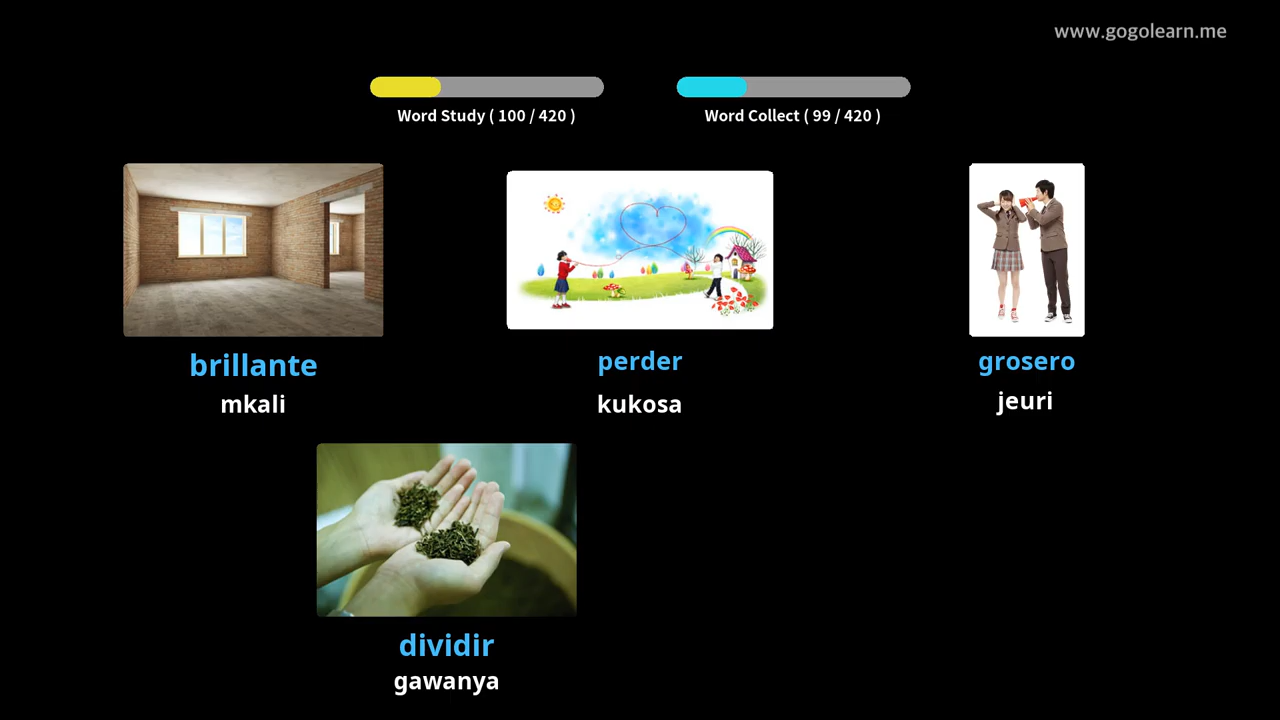 www.gogolearn.me
Word Study ( 100 / 420 )
Word Collect ( 99 / 420 )
brillante
mkali
perder
kukosa
grosero
jeuri
dividir
gawanya